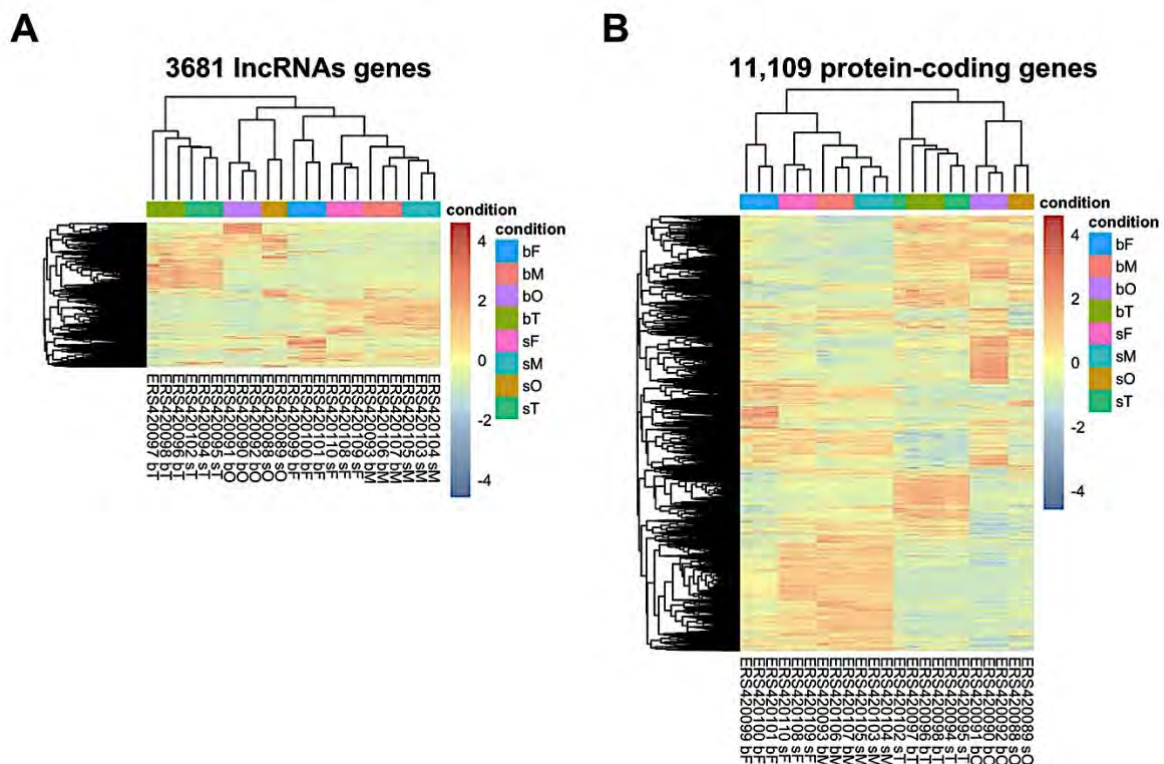 A
3681 lncRNAs genes
condition
4
2
0
-2
-4
condition
bF
bM
bO
bT
sF
sM
sO
sT
ERS420097 bT
ERS420098 bT
ERS420096 bT
ERS420102 sT
ERS420094 sT
ERS420095 sT
ERS420091 bO
ERS420090 bO
ERS420092 bO
ERS420088 sO
ERS420089 sO
ERS420099 bF
ERS420100 bF
ERS420101 bF
ERS420110 sF
ERS420108 sF
ERS420109 sF
ERS420093 bM
ERS420106 bM
ERS420107 bM
ERS420105 sM
ERS420103 sM
ERS420104 sM
B
11,109 protein-coding genes
condition
4
2
0
-2
-4
condition
bF
bM
bO
bT
sF
sM
sO
sT
ERS420099 bF
ERS420100 bF
ERS420101 bF
ERS420110 sF
ERS420108 sF
ERS420109 sF
ERS420093 bM
ERS420106 bM
ERS420107 bM
ERS420105 sM
ERS420103 sM
ERS420104 sM
ERS420102 sT
ERS420097 bT
ERS420096 bT
ERS420098 bT
ERS420094 sT
ERS420095 sT
ERS420091 bO
ERS420090 bO
ERS420092 bO
ERS420088 sO
ERS420089 sO